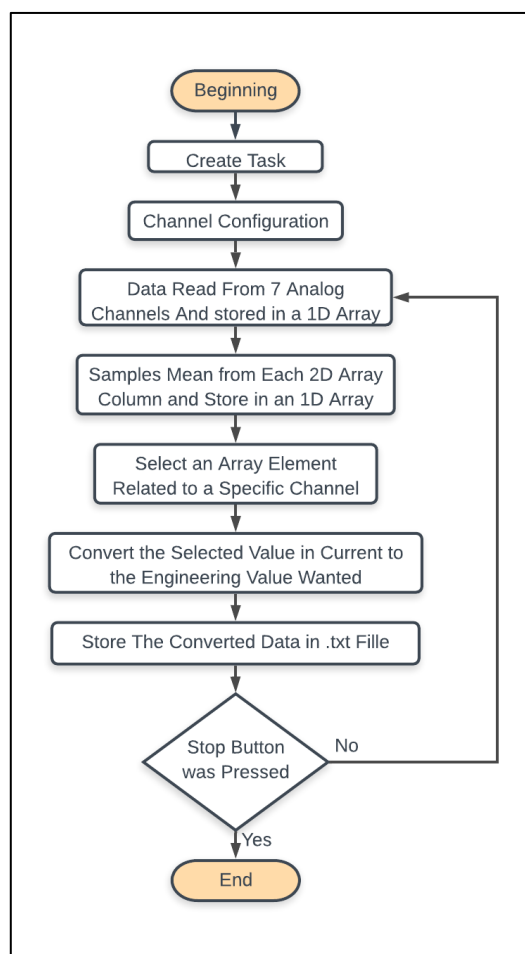 Beginning
Create Task
Channel Configuration
Data Read From 7 Analog
Channels And stored in a 1D Array
Samples Mean from Each 2D Array
Column and Store in an 1D Array
Select an Array Element
Related to a Specific Channel
Convert the Selected Value in Current to
the Engineering Value Wanted
Store The Converted Data in .txt Fille
Stop Button
was Pressed
No
Yes
End